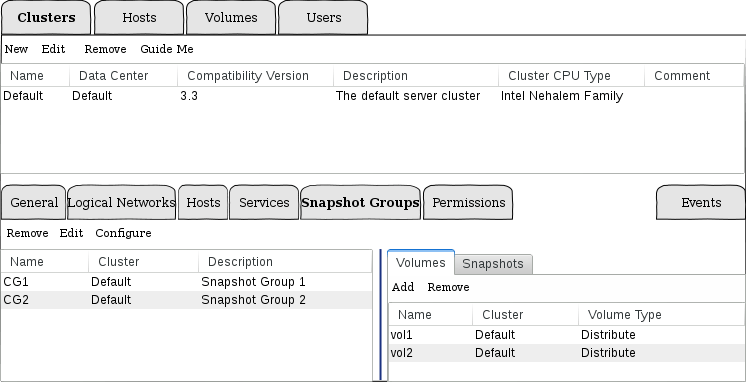 Clusters Hosts Volumes Users
New Edit Remove Guide Me
Name Data Center Compatibility Version Description Cluster CPU Type Comment
Default Default 3.3 The default server cluster Intel Nehalem Family
General Logical Networks Hosts Services Snapshot Groups Permissions Events
Remove Edit Configure
Name Cluster Description
CG1 Default Snapshot Group 1
CG2 Default Snapshot Group 2
Volumes Snapshots
Add Remove
Name Cluster Volume Type
vol1 Default Distribute
vol2 Default Distribute